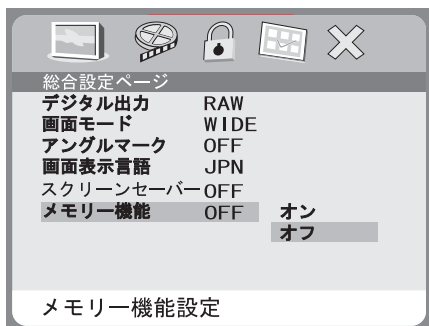 総合設定ページ
デジタル出力 RAW
画面モード WIDE
アングルマーク OFF
画面表示言語 JPN
スクリーンセーバー OFF
メモリー機能 OFF オン
オフ
メモリー機能設定